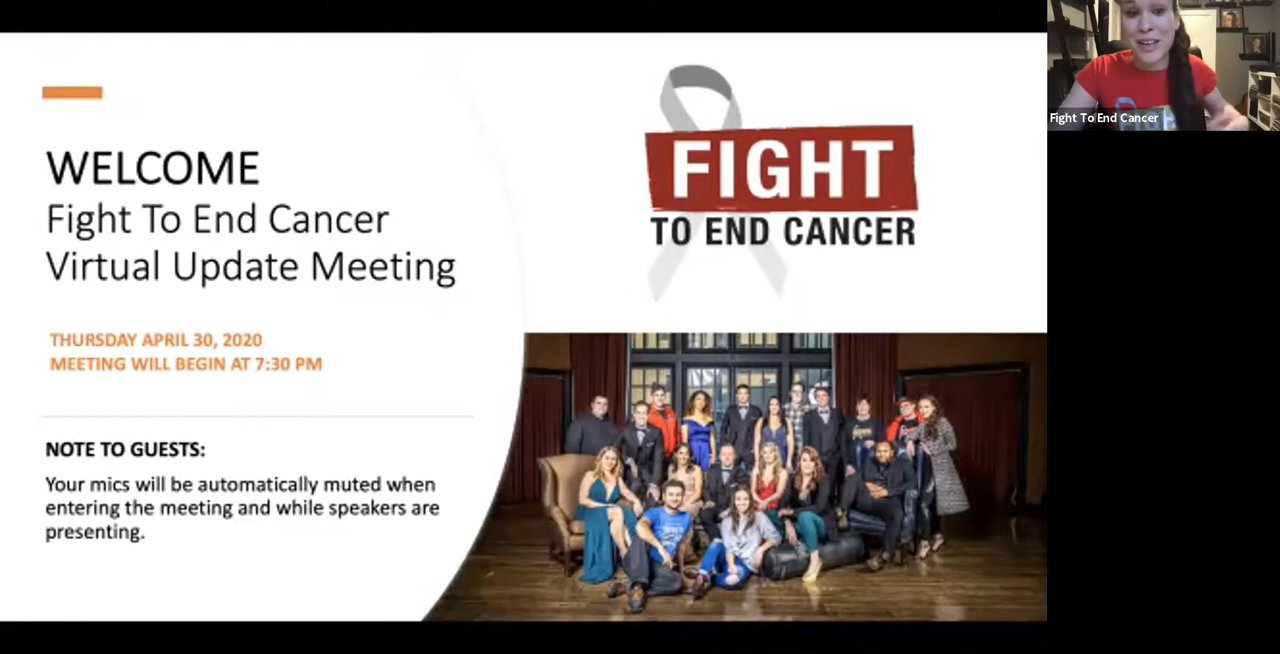 WELCOME
Fight To End Cancer
Virtual Update Meeting
THURSDAY APRIL 30, 2020
MEETING WILL BEGIN AT 7:30 PM
NOTE TO GUESTS:
Your mics will be automatically muted when
entering the meeting and while speakers are
presenting.
FIGHT
TO END CANCER
Fight To End Cancer